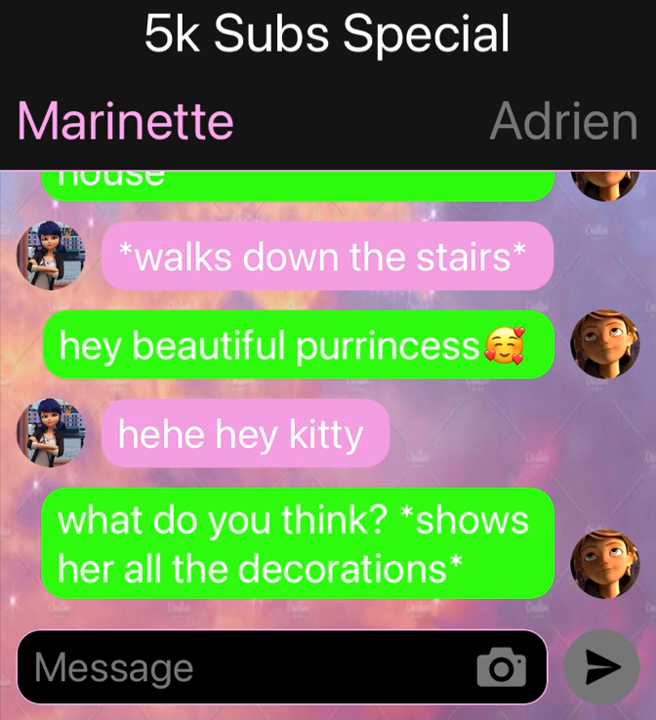 5k Subs Special
Marinette Adrien
house
*walks down the stairs*
hey beautiful purrincess🥰
hehe hey kitty
what do you think? *shows
her all the decorations*
Message